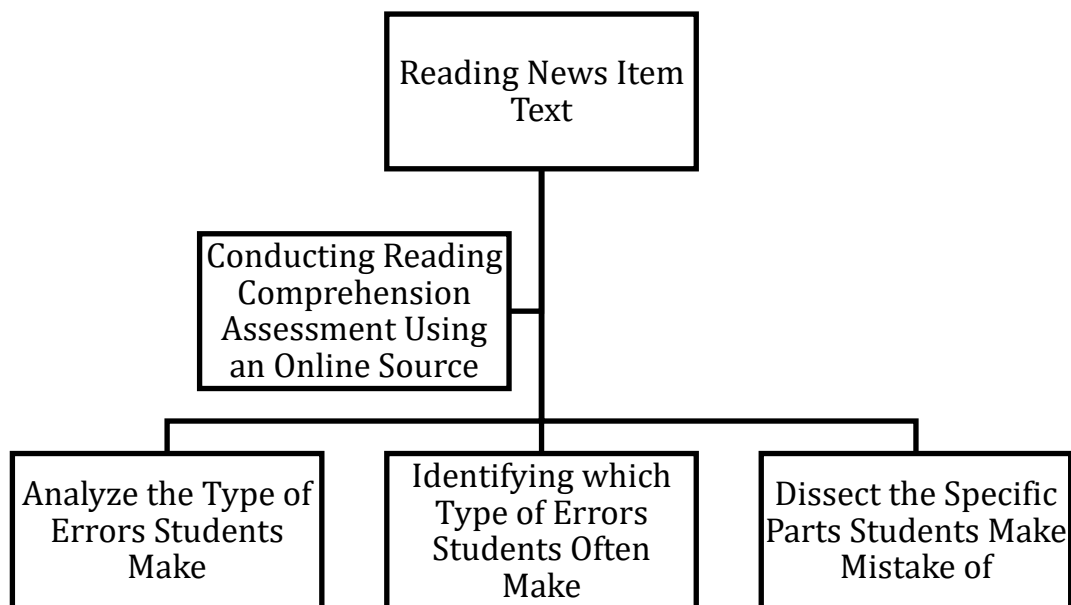 Reading News Item
Text
Conducting Reading
Comprehension
Assessment Using
an Online Source
Analyze the Type of
Errors Students
Make
Identifying which
Type of Errors
Students Often
Make
Dissect the Specific
Parts Students Make
Mistake of